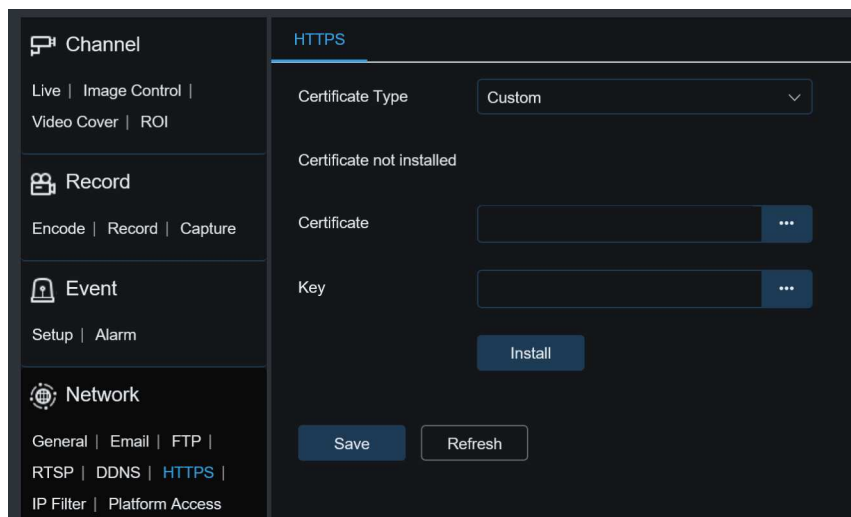 Channel
Live | Image Control |
Video Cover | ROI
Record
Encode | Record | Capture
Event
Setup | Alarm
Network
General | Email | FTP |
RTSP | DDNS | HTTPS |
IP Filter | Platform Access
HTTPS
Certificate Type Custom
Certificate not installed
Certificate ...
Key ...
Install
Save Refresh